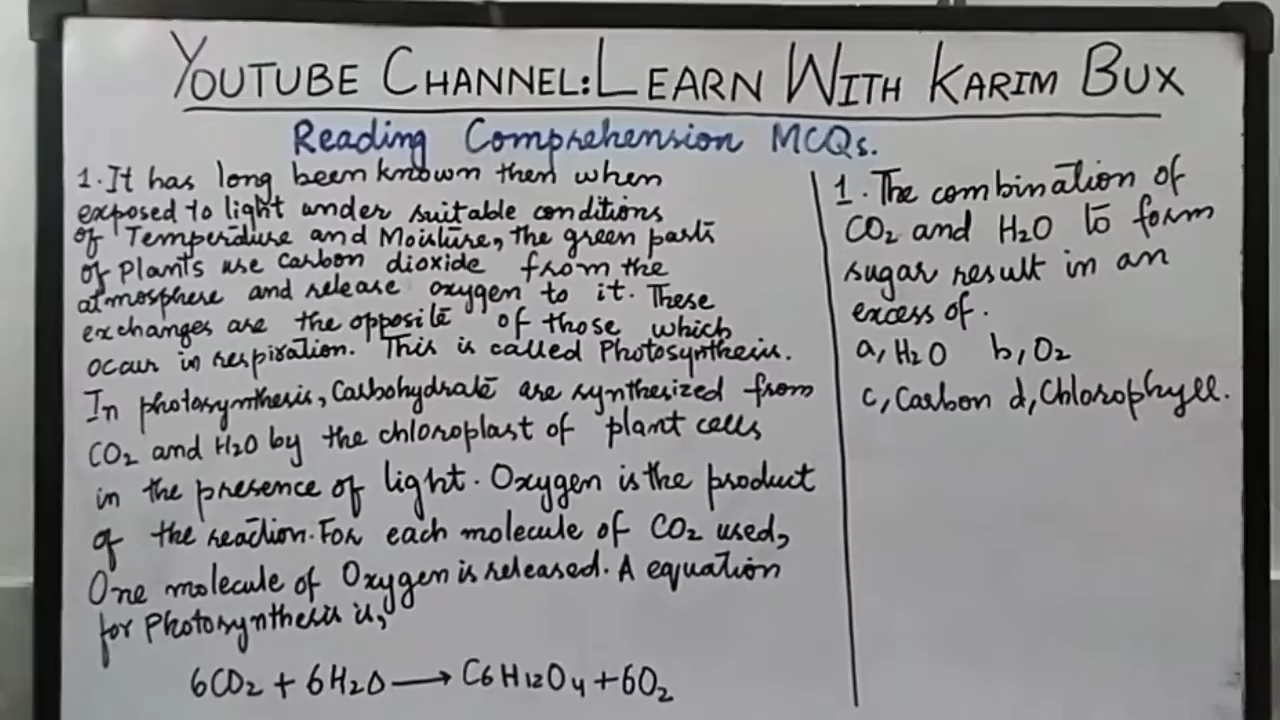 YOUTUBE CHANNEL: LEARN WITH KARIM BUX
Reading Comprehension MCQs.
1. It has long been known then when
exposed to light under suitable conditions
of Temperdure and Moisture, the green parts
of plants use carbon dioxide from the
atmosphere and release oxygen to it. These
exchanges are the opposite of those which
occur in respiration. This is called Photosynthesis.
In photosynthesis, Carbohydrate are synthesized from
CO2 and H2O by the chloroplast of plant cells
in the presence of light. Oxygen is the product
of the reaction. For each molecule of CO2 used,
One molecule of Oxygen is released. A equation
for Photosynthesis is,
6CO2 + 6H2O → C6H12O4 + 6O2
1. The combination of
CO2 and H2O to form
sugar result in an
excess of.
a, H2O b, O2
c, Carbon d, Chlorophyll.